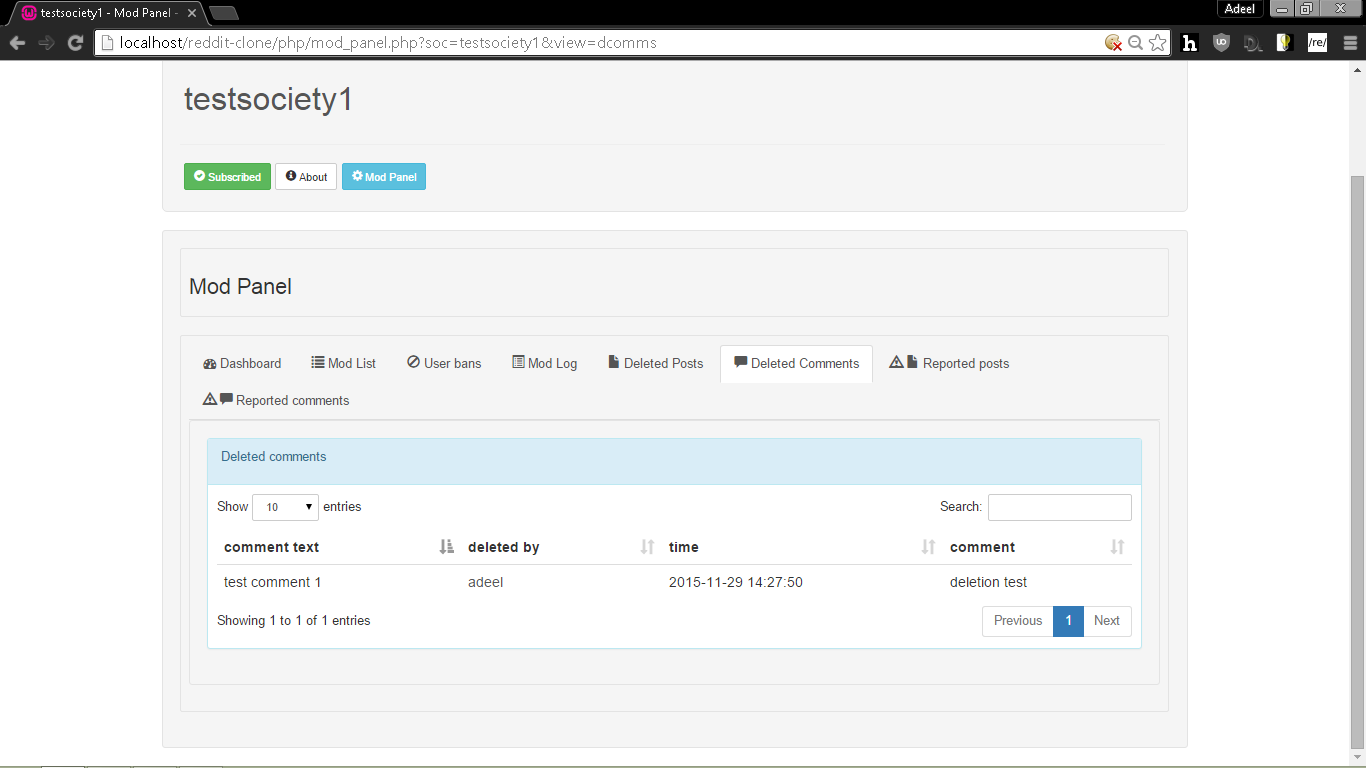 testsociety1 - Mod Panel -
Adeel
localhost/reddit-clone/php/mod_panel.php?soc=testsociety1&view=dcomms
h
UO
/re/
testsociety1
Subscribed About Mod Panel
Mod Panel
Dashboard Mod List User bans Mod Log Deleted Posts Deleted Comments Reported posts
Reported comments
Deleted comments
Show 10 entries Search:
comment text deleted by time comment
test comment 1 adeel 2015-11-29 14:27:50 deletion test
Showing 1 to 1 of 1 entries Previous 1 Next